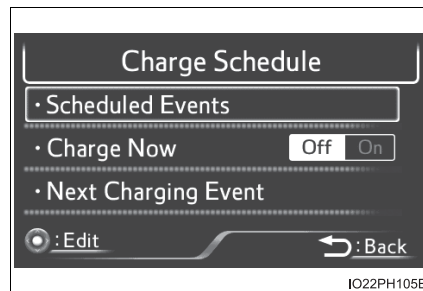 Charge Schedule
· Scheduled Events
· Charge Now Off On
· Next Charging Event
: Edit : Back
IO22PH105E